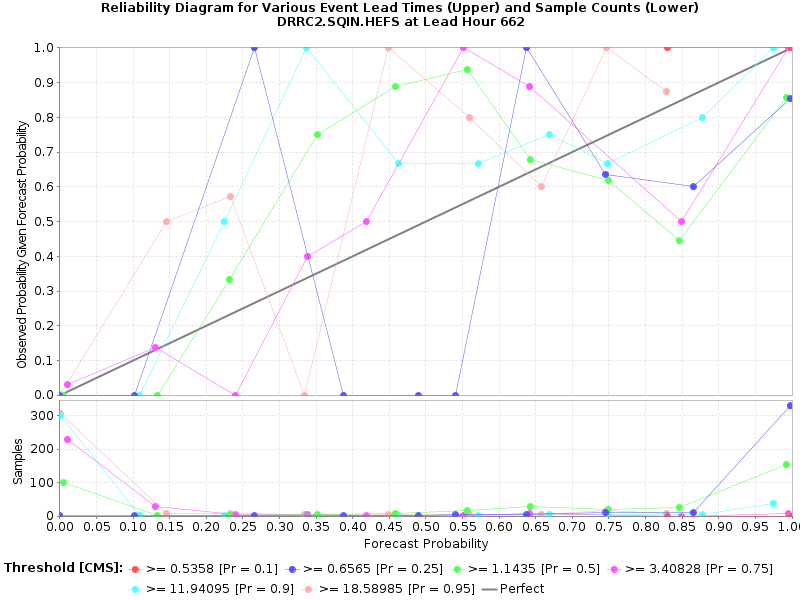 Reliability Diagram for Various Event Lead Times (Upper) and Sample Counts (Lower)
DRRC2.SQIN.HEFS at Lead Hour 662
Observed Probability Given Forecast Probability
1.0
0.9
0.8
0.7
0.6
0.5
0.4
0.3
0.2
0.1
0.0
Samples
300
200
100
0
0.00 0.05 0.10 0.15 0.20 0.25 0.30 0.35 0.40 0.45 0.50 0.55 0.60 0.65 0.70 0.75 0.80 0.85 0.90 0.95 1.0
Forecast Probability
Threshold [CMS]: >= 0.5358 [Pr = 0.1] >= 0.6565 [Pr = 0.25] >= 1.1435 [Pr = 0.5] >= 3.40828 [Pr = 0.75]
>= 11.94095 [Pr = 0.9] >= 18.58985 [Pr = 0.95] Perfect